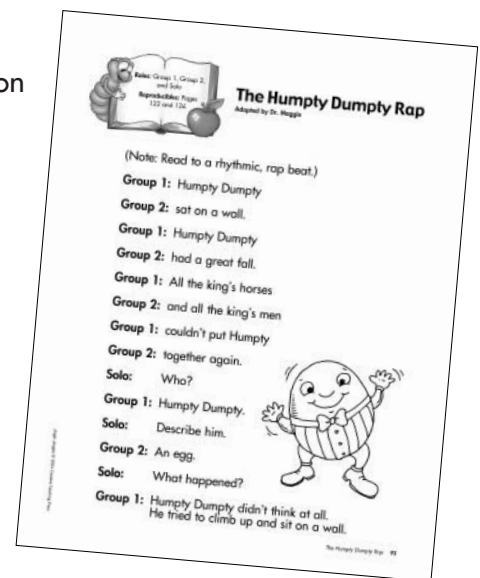 on
Roles: Group 1, Group 2,
and Solo
Reproducibles: Pages
122 and 124
The Humpty Dumpty Rap
Adapted by Dr. Maggie
(Note: Read to a rhythmic, rap beat.)
Group 1: Humpty Dumpty
Group 2: sat on a wall.
Group 1: Humpty Dumpty
Group 2: had a great fall.
Group 1: All the king's horses
Group 2: and all the king's men
Group 1: couldn't put Humpty
Group 2: together again.
Solo: Who?
Group 1: Humpty Dumpty.
Solo: Describe him.
Group 2: An egg.
Solo: What happened?
Group 1: Humpty Dumpty didn't think at all.
He tried to climb up and sit on a wall.
The Humpty Dumpty Rap